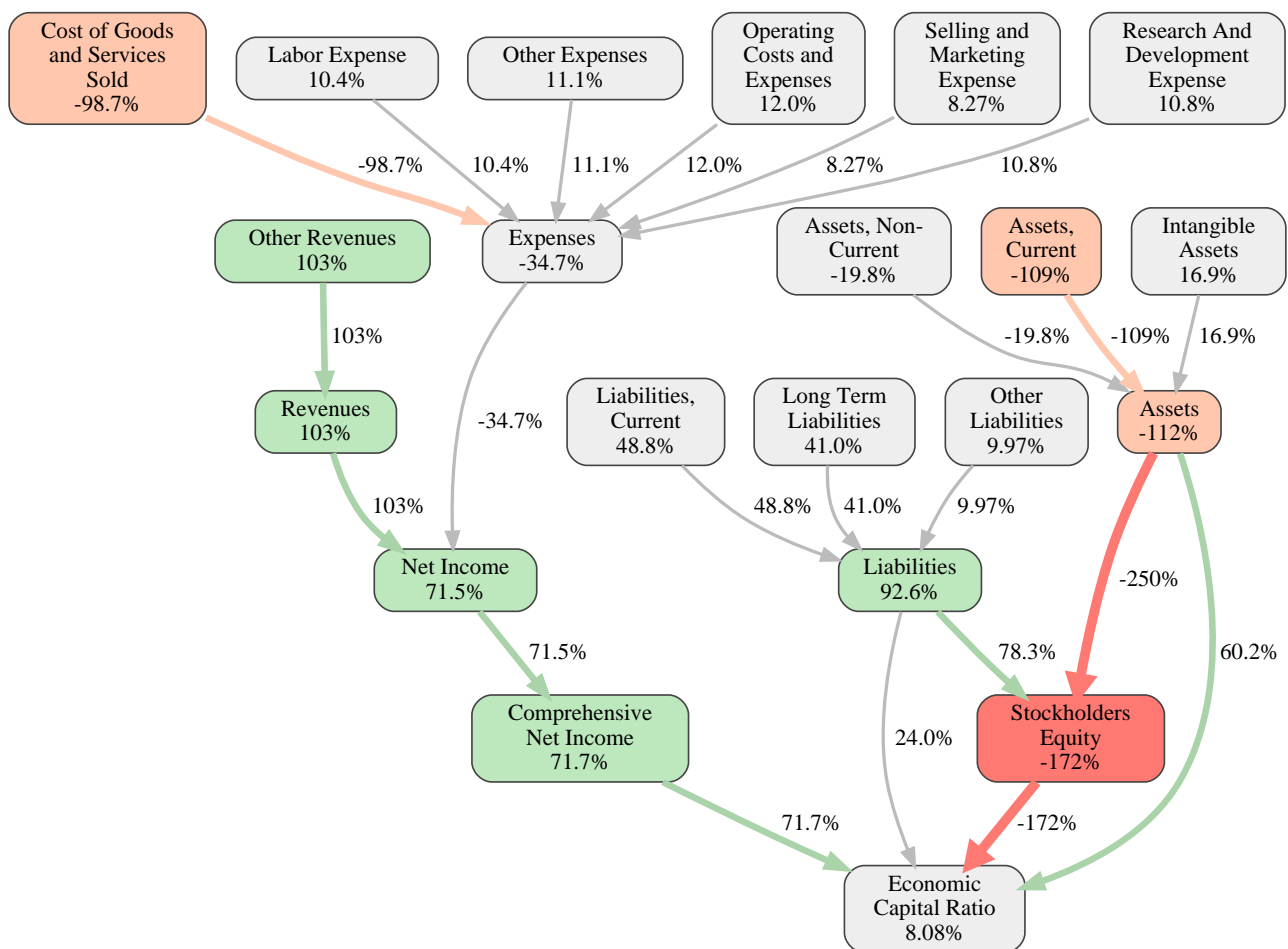 Cost of Goods
and Services
Sold
-98.7%
Labor Expense
10.4%
Other Expenses
11.1%
Operating
Costs and
Expenses
12.0%
Selling and
Marketing
Expense
8.27%
Research And
Development
Expense
10.8%
-98.7%
10.4%
11.1%
12.0%
8.27%
10.8%
Other Revenues
103%
Expenses
-34.7%
Assets, Non-
Current
-19.8%
Assets,
Current
-109%
Intangible
Assets
16.9%
103%
-19.8%
-109%
16.9%
Revenues
103%
-34.7%
Liabilities,
Current
48.8%
Long Term
Liabilities
41.0%
Other
Liabilities
9.97%
Assets
-112%
103%
48.8%
41.0%
9.97%
Net Income
71.5%
Liabilities
92.6%
-250%
71.5%
78.3%
60.2%
Comprehensive
Net Income
71.7%
24.0%
Stockholders
Equity
-172%
71.7%
-172%
Economic
Capital Ratio
8.08%